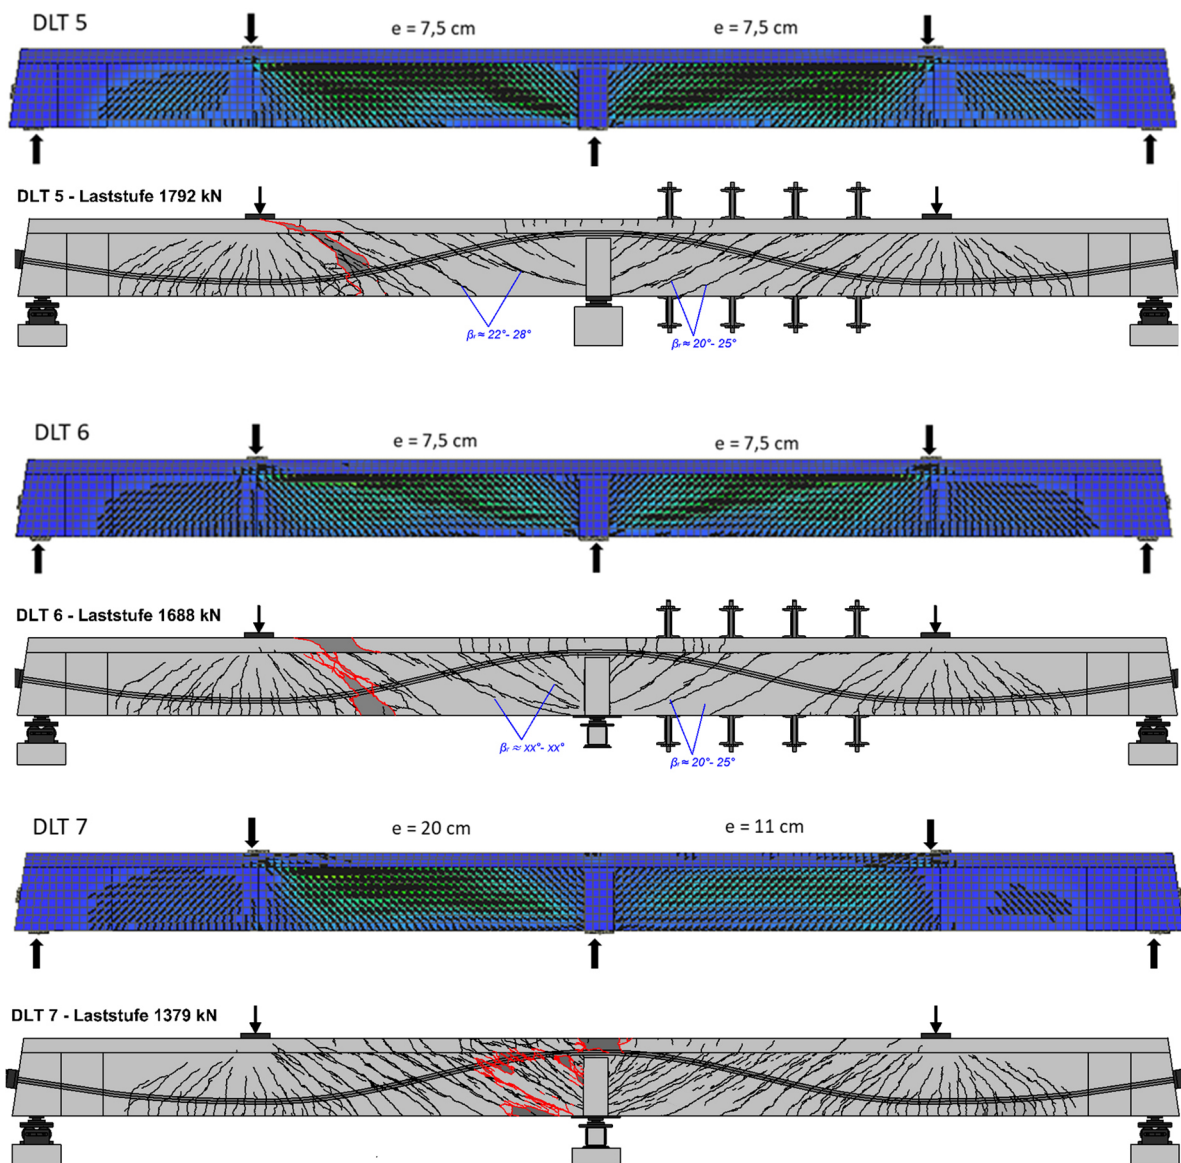 DLT 5
e = 7,5 cm
e = 7,5 cm
DLT 5 - Laststufe 1792 kN
βᵣ ≈ 22°- 28°
βᵣ ≈ 20°- 25°
DLT 6
e = 7,5 cm
e = 7,5 cm
DLT 6 - Laststufe 1688 kN
βᵣ ≈ xx°- xx°
βᵣ ≈ 20°- 25°
DLT 7
e = 20 cm
e = 11 cm
DLT 7 - Laststufe 1379 kN